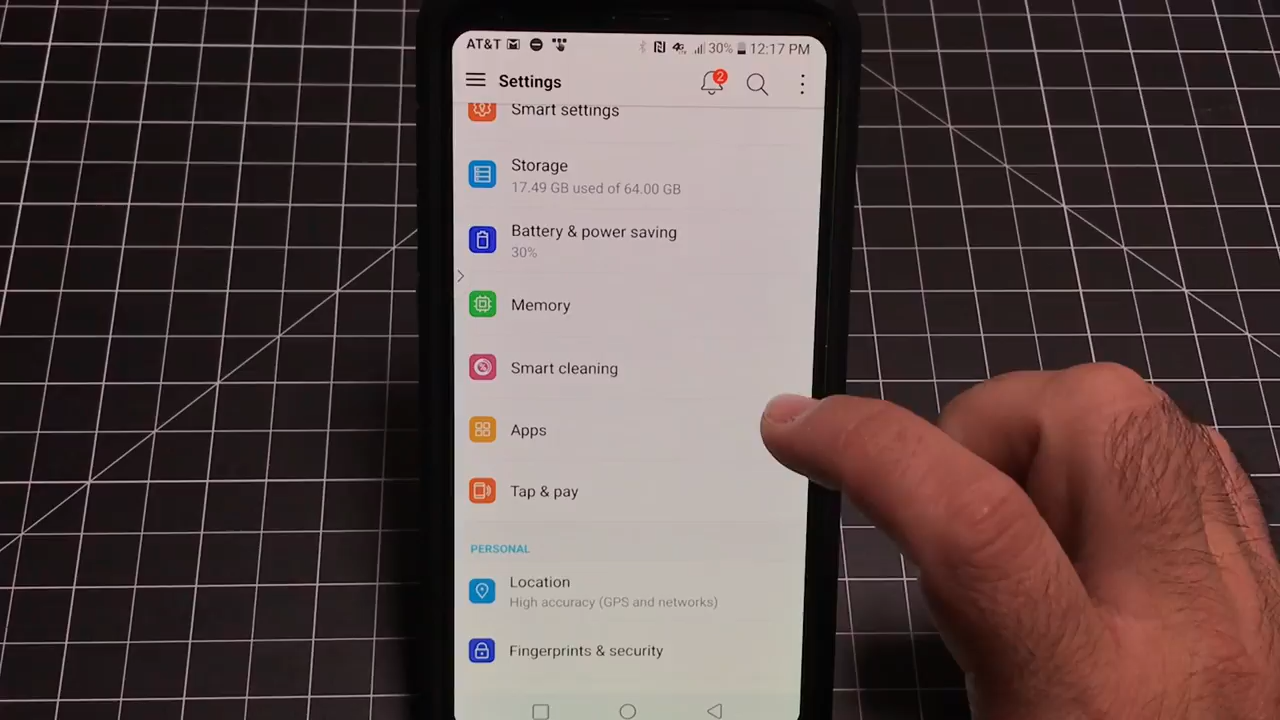 AT&T 30% 12:17 PM
Settings 2
Smart settings
Storage
17.49 GB used of 64.00 GB
Battery & power saving
30%
Memory
Smart cleaning
Apps
Tap & pay
PERSONAL
Location
High accuracy (GPS and networks)
Fingerprints & security